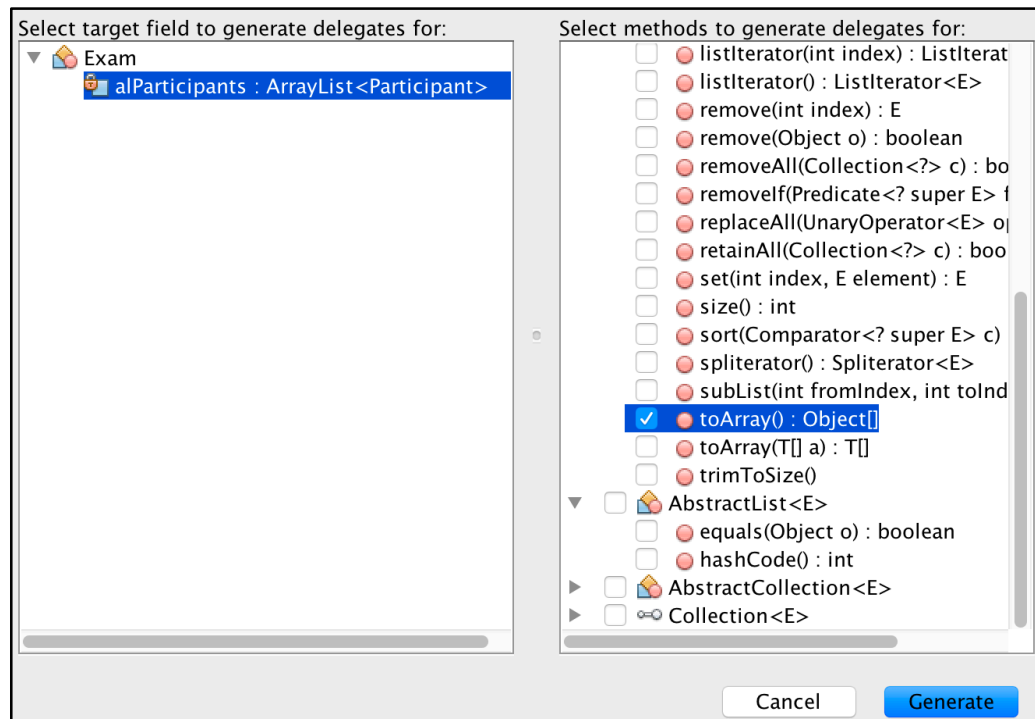 Select target field to generate delegates for:
Exam
alParticipants : ArrayList<Participant>
Select methods to generate delegates for:
listIterator(int index) : ListIterat
listIterator() : ListIterator<E>
remove(int index) : E
remove(Object o) : boolean
removeAll(Collection<?> c) : bo
removeIf(Predicate<? super E> f
replaceAll(UnaryOperator<E> op
retainAll(Collection<?> c) : boo
set(int index, E element) : E
size() : int
sort(Comparator<? super E> c)
spliterator() : Spliterator<E>
subList(int fromIndex, int toInd
toArray() : Object[]
toArray(T[] a) : T[]
trimToSize()
AbstractList<E>
equals(Object o) : boolean
hashCode() : int
AbstractCollection<E>
Collection<E>
Cancel
Generate